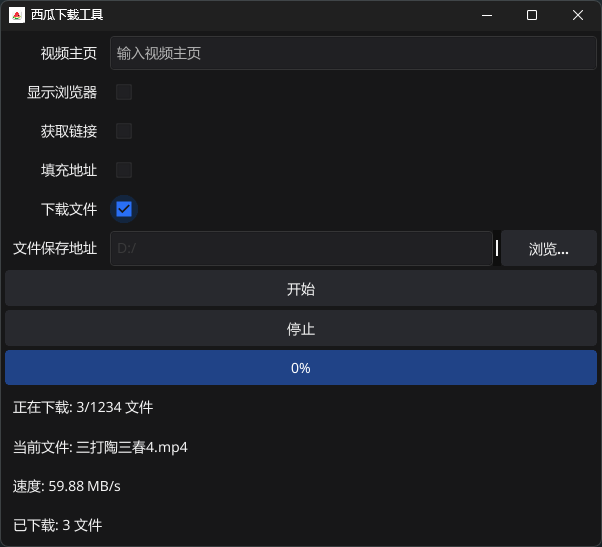 西瓜下载工具
视频主页 输入视频主页
显示浏览器
获取链接
填充地址
下载文件
文件保存地址 D:/ 浏览...
开始
停止
0%
正在下载: 3/1234 文件
当前文件: 三打陶三春4.mp4
速度: 59.88 MB/s
已下载: 3 文件